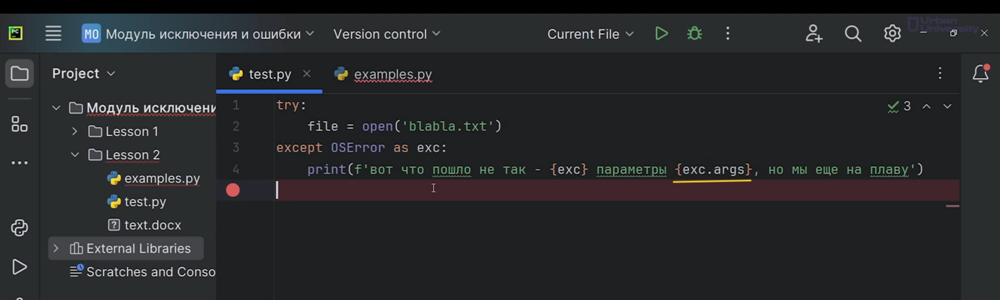 PC
MO Модуль исключения и ошибки
Version control
Current File
Urban
University
Project
test.py
examples.py
Модуль исключени
Lesson 1
Lesson 2
examples.py
test.py
text.docx
External Libraries
Scratches and Conso
1 try:
2 file = open('blabla.txt')
3 except OSError as exc:
4 print(f'вот что пошло не так - {exc} параметры {exc.args}, но мы еще на плаву')
3